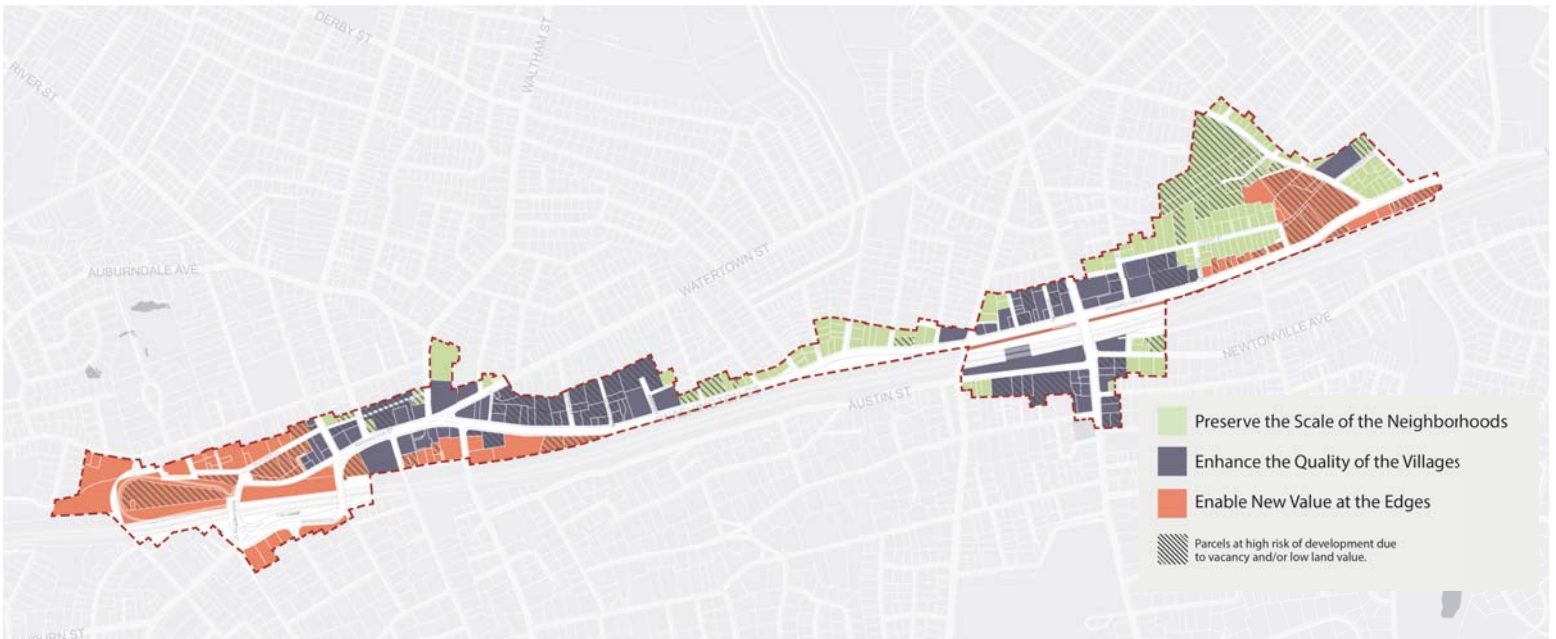 DERBY ST
WALTHAM ST
RIVER ST
AUBURNDALE AVE
WATERTOWN ST
NEWTONVILLE AVE
AUSTIN ST
Preserve the Scale of the Neighborhoods
Enhance the Quality of the Villages
Enable New Value at the Edges
Parcels at high risk of development due
to vacancy and/or low land value.